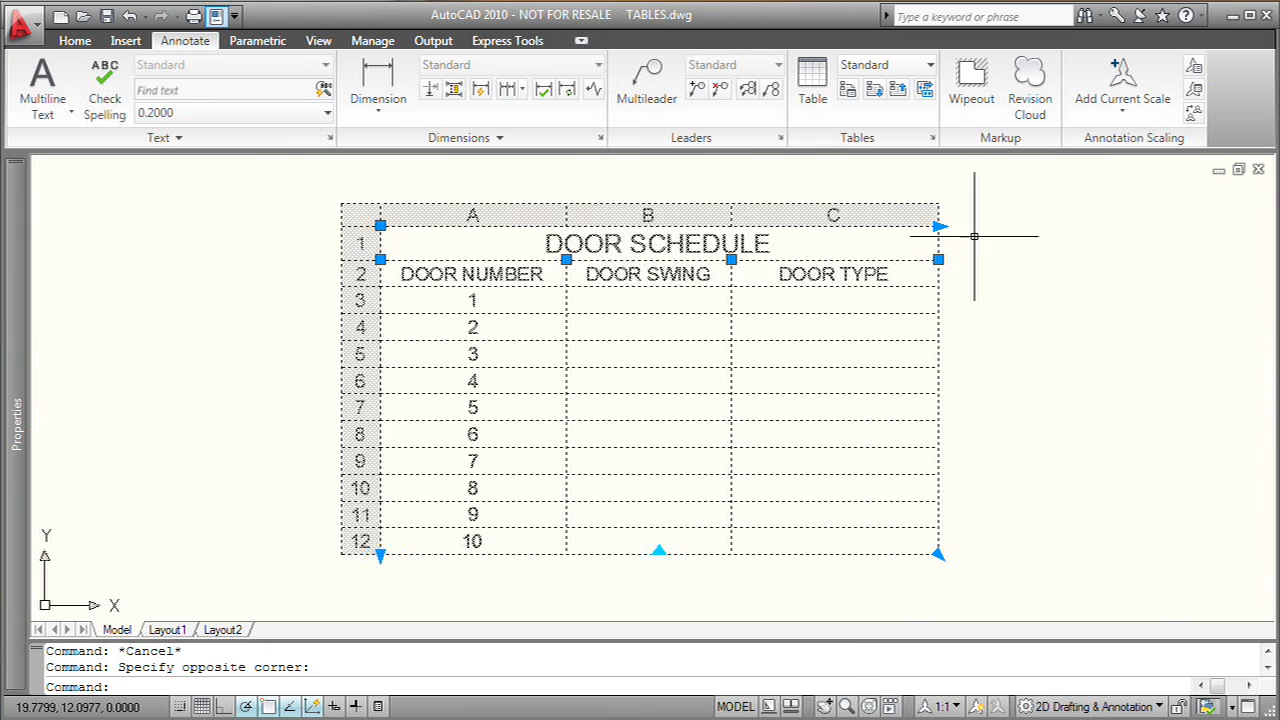 AutoCAD 2010 - NOT FOR RESALE TABLES.dwg
Type a keyword or phrase
Home Insert Annotate Parametric View Manage Output Express Tools
Multiline Text
Check Spelling
Standard
Find text
0.2000
Dimension
Standard
Multileader
Standard
Table
Standard
Wipeout
Revision Cloud
Add Current Scale
Text Dimensions Leaders Tables Markup Annotation Scaling
Properties
A B C
1 DOOR SCHEDULE
2 DOOR NUMBER DOOR SWING DOOR TYPE
3 1
4 2
5 3
6 4
7 5
8 6
9 7
10 8
11 9
12 10
Y
X
Model Layout1 Layout2
Command: *Cancel*
Command: Specify opposite corner:
Command:
19.7799, 12.0977, 0.0000 MODEL 1:1 2D Drafting & Annotation